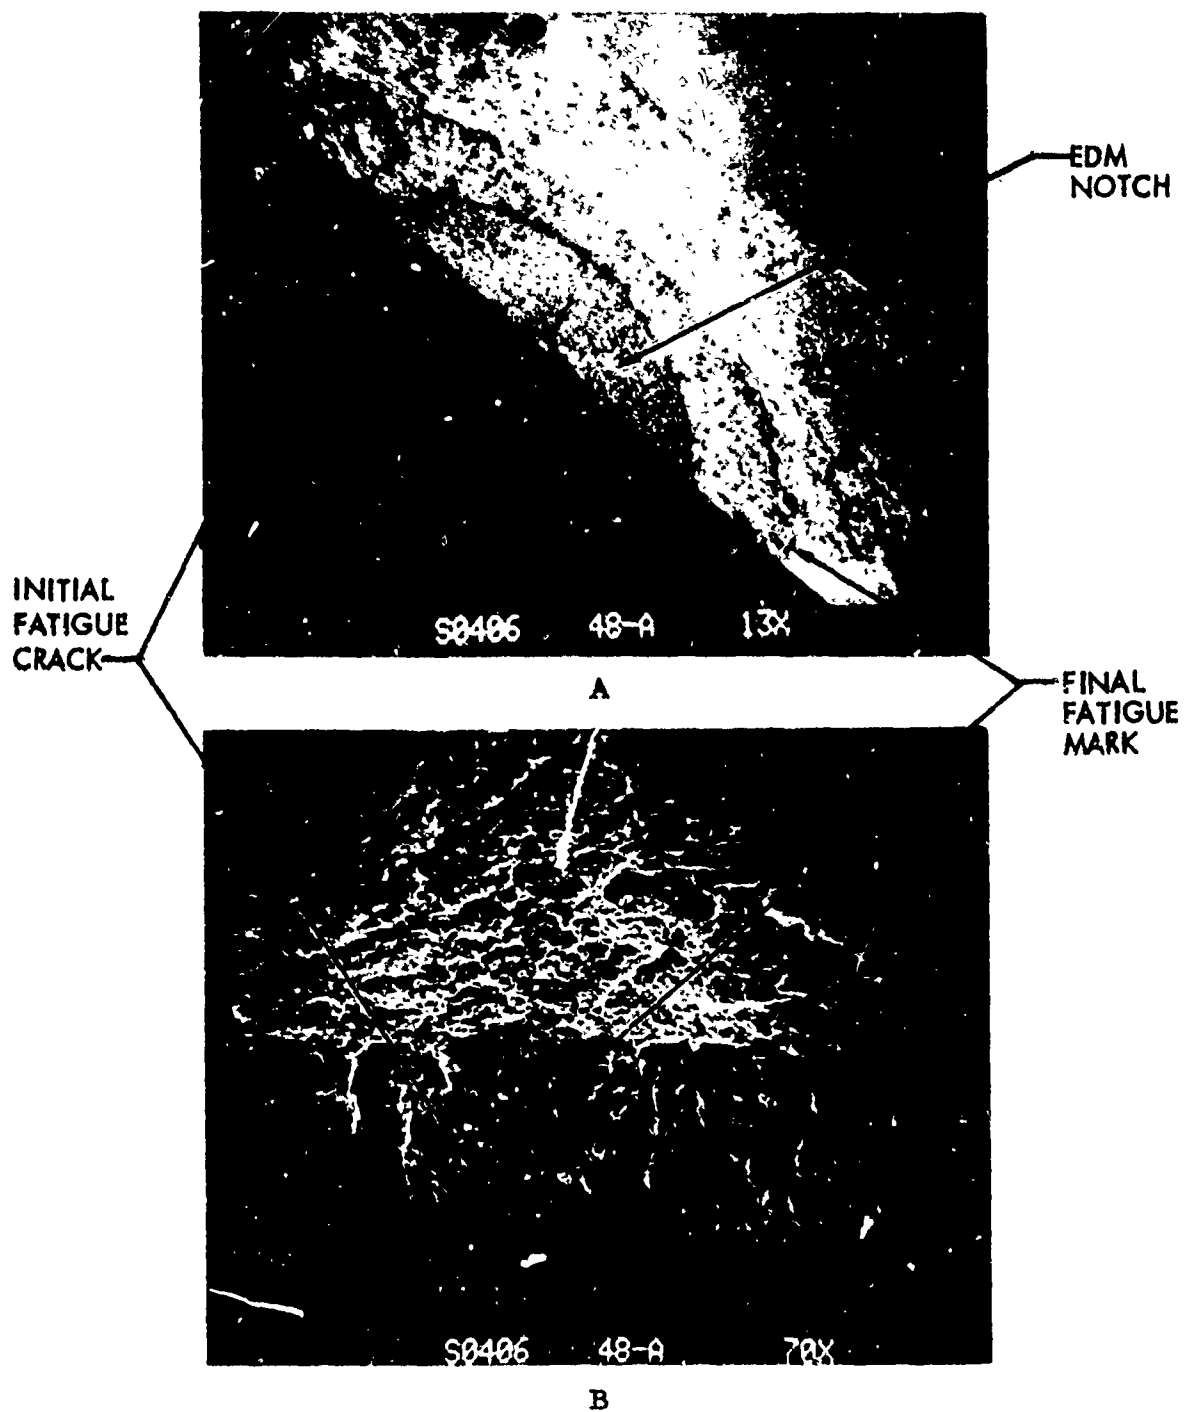 EDM
NOTCH
INITIAL
FATIGUE
CRACK
S0406 48-A 13X
A
FINAL
FATIGUE
MARK
S0406 48-A 70X
B